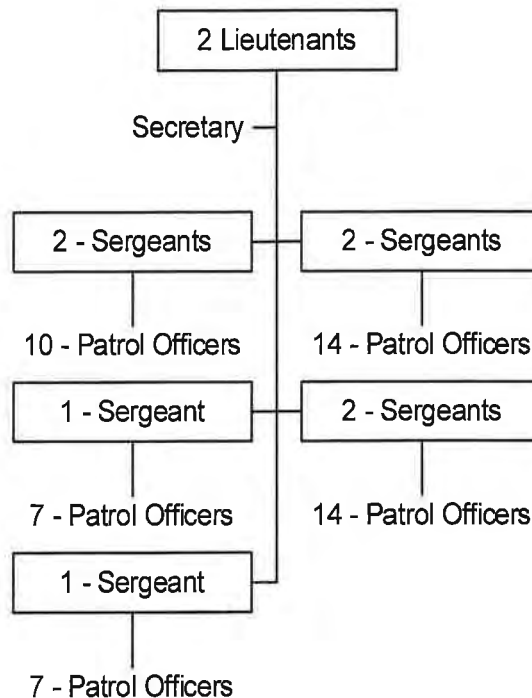 2 Lieutenants
Secretary
2 - Sergeants
2 - Sergeants
10 - Patrol Officers
14 - Patrol Officers
1 - Sergeant
2 - Sergeants
7 - Patrol Officers
14 - Patrol Officers
1 - Sergeant
7 - Patrol Officers